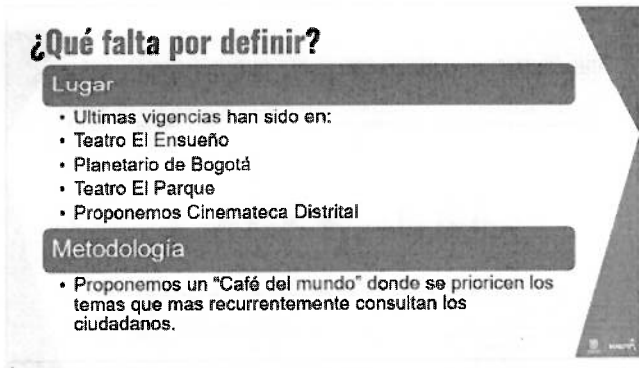 ¿Qué falta por definir?
Lugar
• Ultimas vigencias han sido en:
• Teatro El Ensueño
• Planetario de Bogotá
• Teatro El Parque
• Proponemos Cinemateca Distrital
Metodología
• Proponemos un "Café del mundo" donde se prioricen los
temas que mas recurrentemente consultan los
ciudadanos.